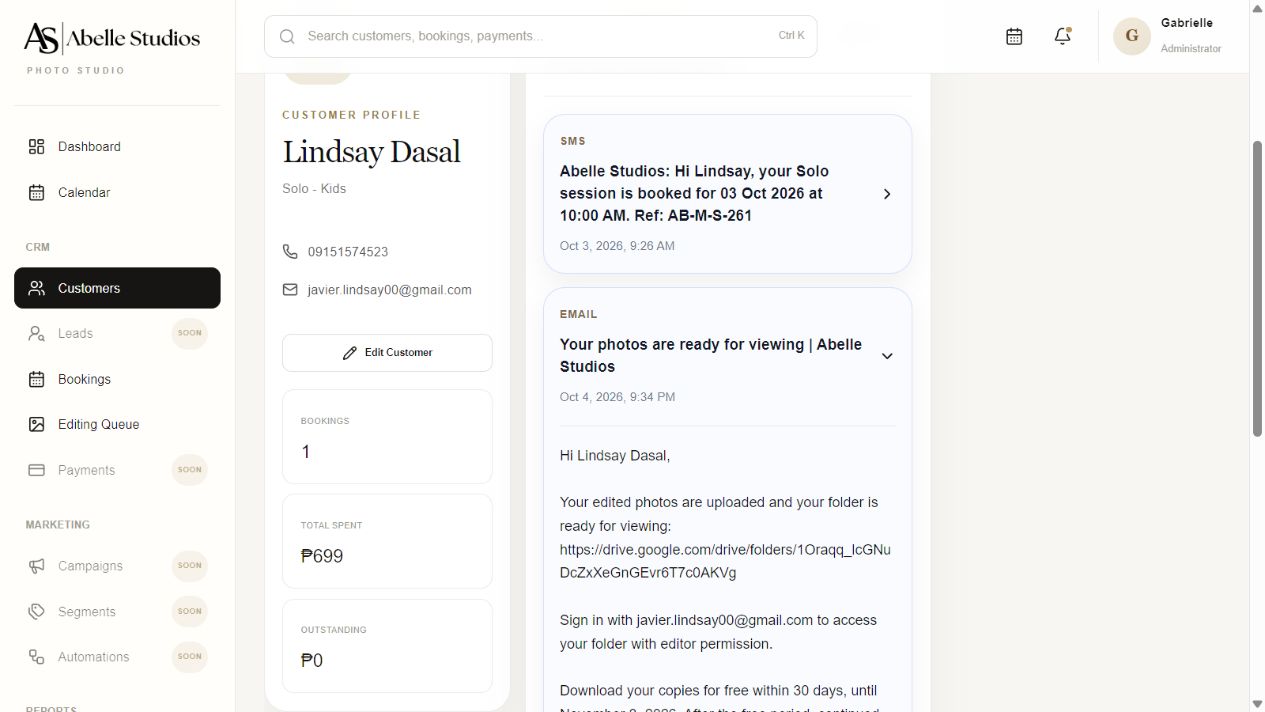 AS Abelle Studios
PHOTO STUDIO
Dashboard
Calendar
CRM
Customers
Leads SOON
Bookings
Editing Queue
Payments SOON
MARKETING
Campaigns SOON
Segments SOON
Automations SOON
REPORTS
Search customers, bookings, payments... Ctrl K
G
Gabrielle
Administrator
CUSTOMER PROFILE
Lindsay Dasal
Solo - Kids
09151574523
javier.lindsay00@gmail.com
Edit Customer
BOOKINGS
1
TOTAL SPENT
₱699
OUTSTANDING
₱0
SMS
Abelle Studios: Hi Lindsay, your Solo
session is booked for 03 Oct 2026 at
10:00 AM. Ref: AB-M-S-261
Oct 3, 2026, 9:26 AM
EMAIL
Your photos are ready for viewing | Abelle
Studios
Oct 4, 2026, 9:34 PM
Hi Lindsay Dasal,
Your edited photos are uploaded and your folder is
ready for viewing:
https://drive.google.com/drive/folders/1Oraqq_lcGNu
DcZxXeGnGEvr6T7c0AKVg
Sign in with javier.lindsay00@gmail.com to access
your folder with editor permission.
Download your copies for free within 30 days, until